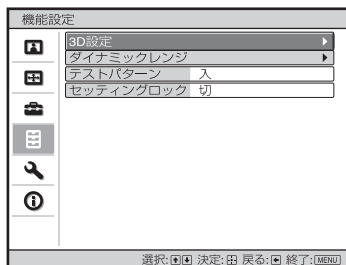 機能設定
3D設定
ダイナミックレンジ
テストパターン 入
セッティングロック 切
選択: 決定: 戻る: 終了: MENU